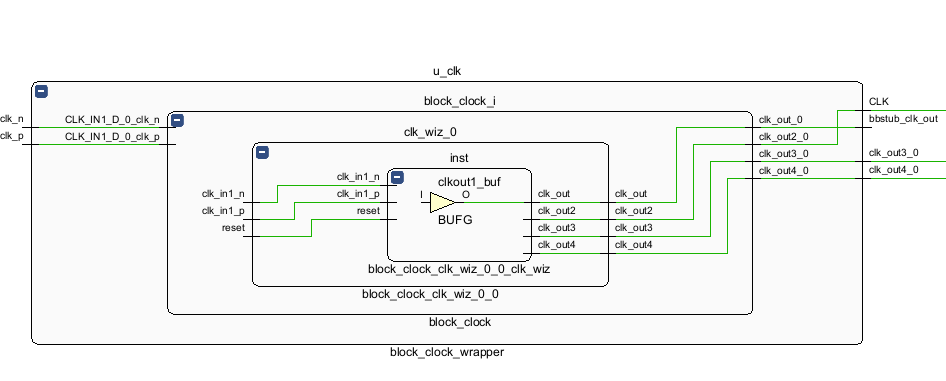 u_clk
block_clock_i
clk_wiz_0
inst
clk_n
clk_p
CLK_IN1_D_0_clk_n
CLK_IN1_D_0_clk_p
clk_in1_n
clk_in1_p
reset
clk_in1_n
clk_in1_p
reset
clkout1_buf
I
O
BUFG
clk_out
clk_out2
clk_out3
clk_out4
clk_out
clk_out2
clk_out3
clk_out4
clk_out_0
clk_out2_0
clk_out3_0
clk_out4_0
CLK
bbstub_clk_out
clk_out3_0
clk_out4_0
block_clock_clk_wiz_0_0_clk_wiz
block_clock_clk_wiz_0_0
block_clock
block_clock_wrapper